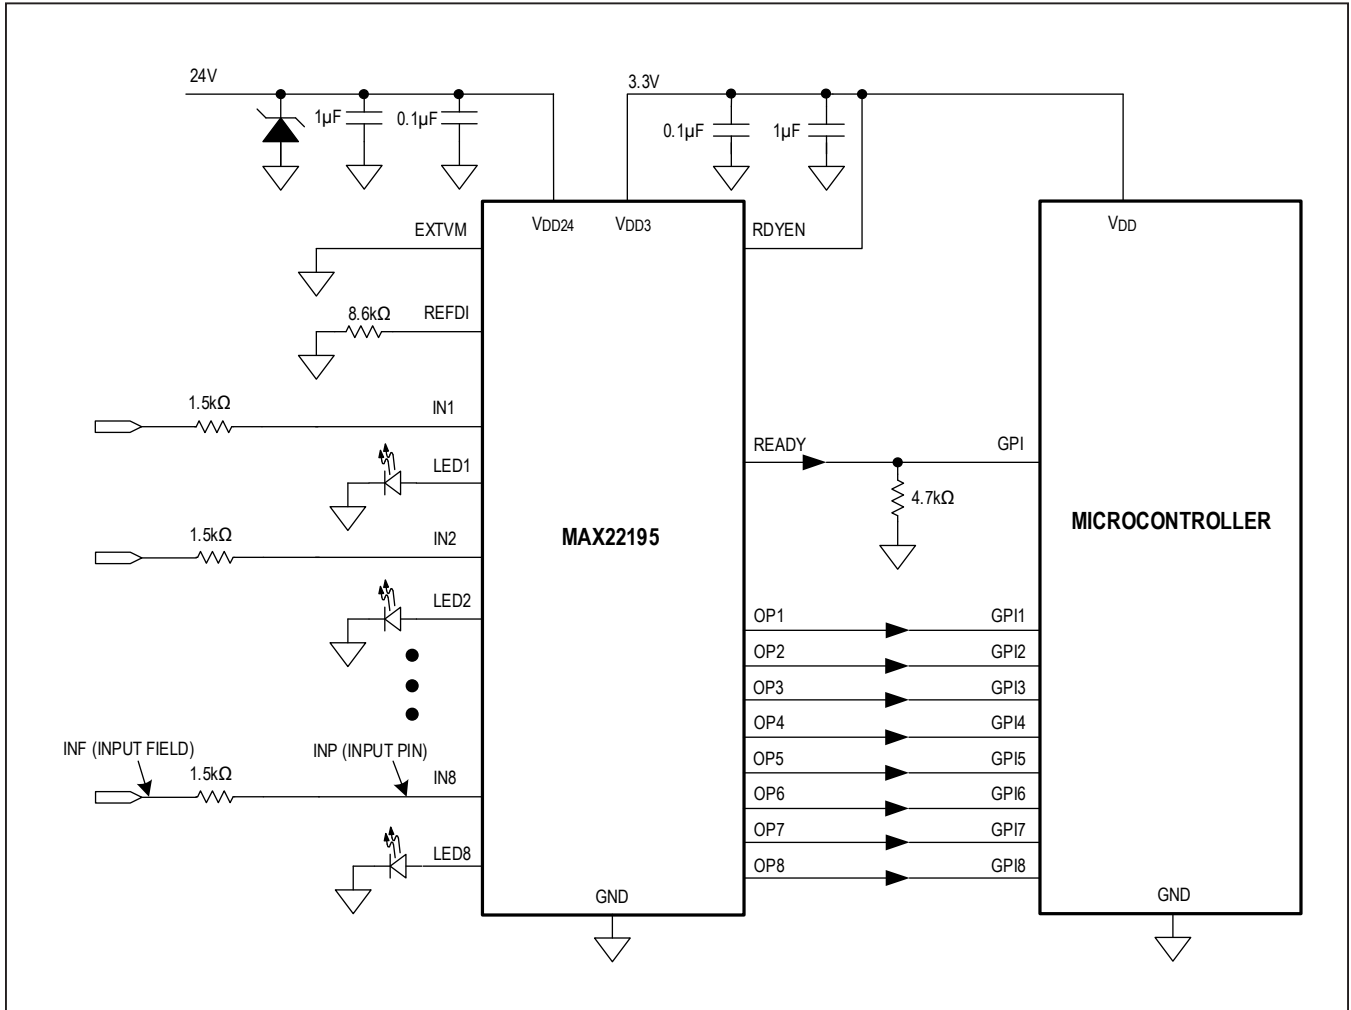 24V
3.3V
1µF
0.1µF
0.1µF
1µF
EXTVM
VDD24
VDD3
RDYEN
VDD
8.6kΩ
REFDI
1.5kΩ
IN1
READY
GPI
LED1
4.7kΩ
1.5kΩ
IN2
MAX22195
MICROCONTROLLER
LED2
OP1
GPI1
OP2
GPI2
OP3
GPI3
OP4
GPI4
INF (INPUT FIELD)
INP (INPUT PIN)
1.5kΩ
IN8
OP5
GPI5
OP6
GPI6
OP7
GPI7
LED8
OP8
GPI8
GND
GND